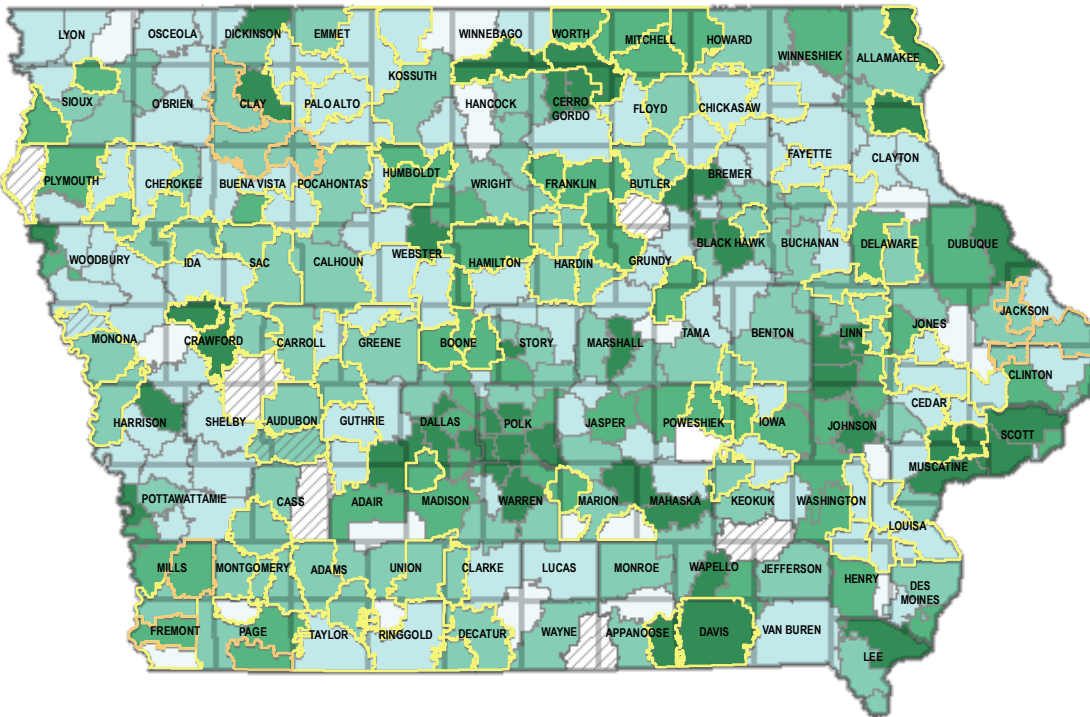 LYON
OSCEOLA
DICKINSON
EMMET
WINNEBAGO
WORTH
MITCHELL
HOWARD
WINNESHIEK
ALLAMAKEE
KOSSUTH
SIOUX
O'BRIEN
CLAY
PALO ALTO
HANCOCK
CERRO
GORDO
FLOYD
CHICKASAW
FAYETTE
CLAYTON
PLYMOUTH
CHEROKEE
BUENA VISTA
POCAHONTAS
HUMBOLDT
WRIGHT
FRANKLIN
BUTLER
BREMER
WOODBURY
IDA
SAC
CALHOUN
WEBSTER
HAMILTON
HARDIN
GRUNDY
BLACK HAWK
BUCHANAN
DELAWARE
DUBUQUE
MONONA
CRAWFORD
CARROLL
GREENE
BOONE
STORY
MARSHALL
TAMA
BENTON
LINN
JONES
JACKSON
CLINTON
HARRISON
SHELBY
AUDUBON
GUTHRIE
DALLAS
POLK
JASPER
POWESHIEK
IOWA
JOHNSON
CEDAR
SCOTT
MUSCATINE
POTTAWATTAMIE
CASS
ADAIR
MADISON
WARREN
MARION
MAHASKA
KEOKUK
WASHINGTON
LOUISA
MILLS
MONTGOMERY
ADAMS
UNION
CLARKE
LUCAS
MONROE
WAPELLO
JEFFERSON
HENRY
DES
MOINES
FREMONT
PAGE
TAYLOR
RINGGOLD
DECATUR
WAYNE
APPANOOSE
DAVIS
VAN BUREN
LEE